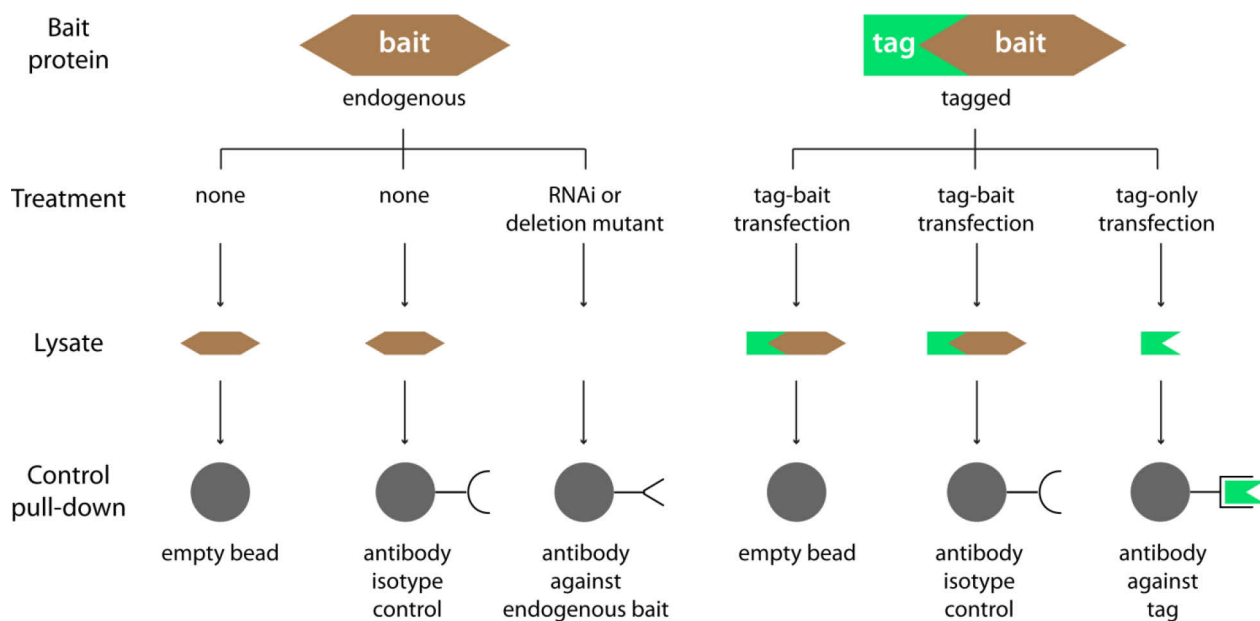 Bait
protein
bait
tag
bait
endogenous
tagged
Treatment
none
none
RNAi or
deletion mutant
tag-bait
transfection
tag-bait
transfection
tag-only
transfection
Lysate
Control
pull-down
empty bead
antibody
isotype
control
antibody
against
endogenous bait
empty bead
antibody
isotype
control
antibody
against
tag